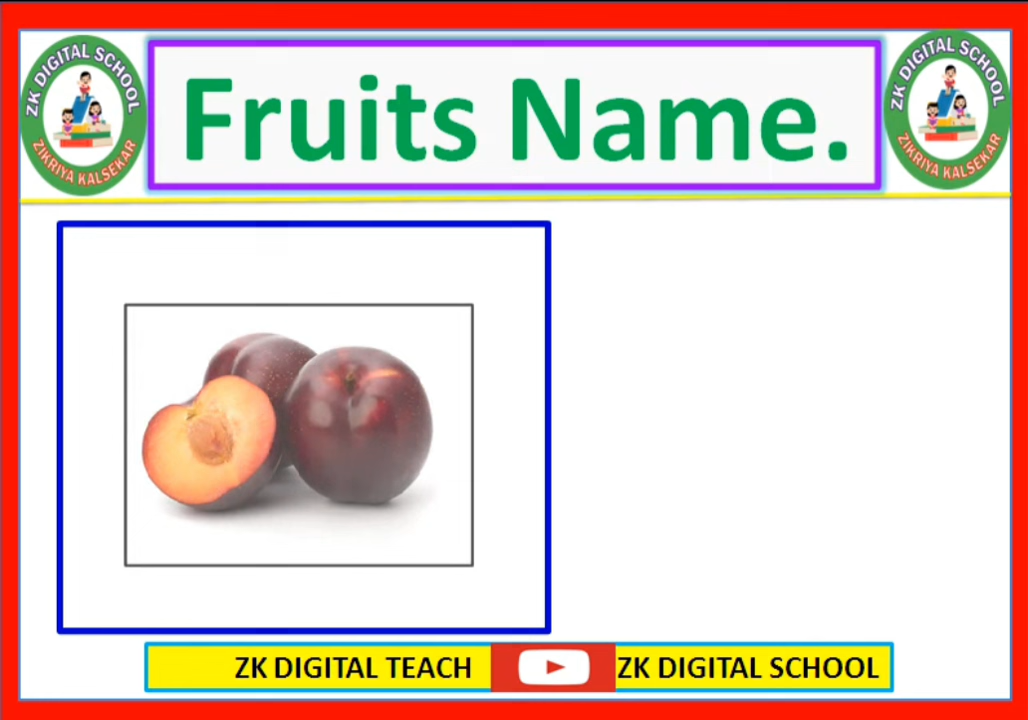 ZK DIGITAL SCHOOL
ZIKRIYA KALSEKAR
Fruits Name.
ZK DIGITAL SCHOOL
ZIKRIYA KALSEKAR
ZK DIGITAL TEACH
ZK DIGITAL SCHOOL